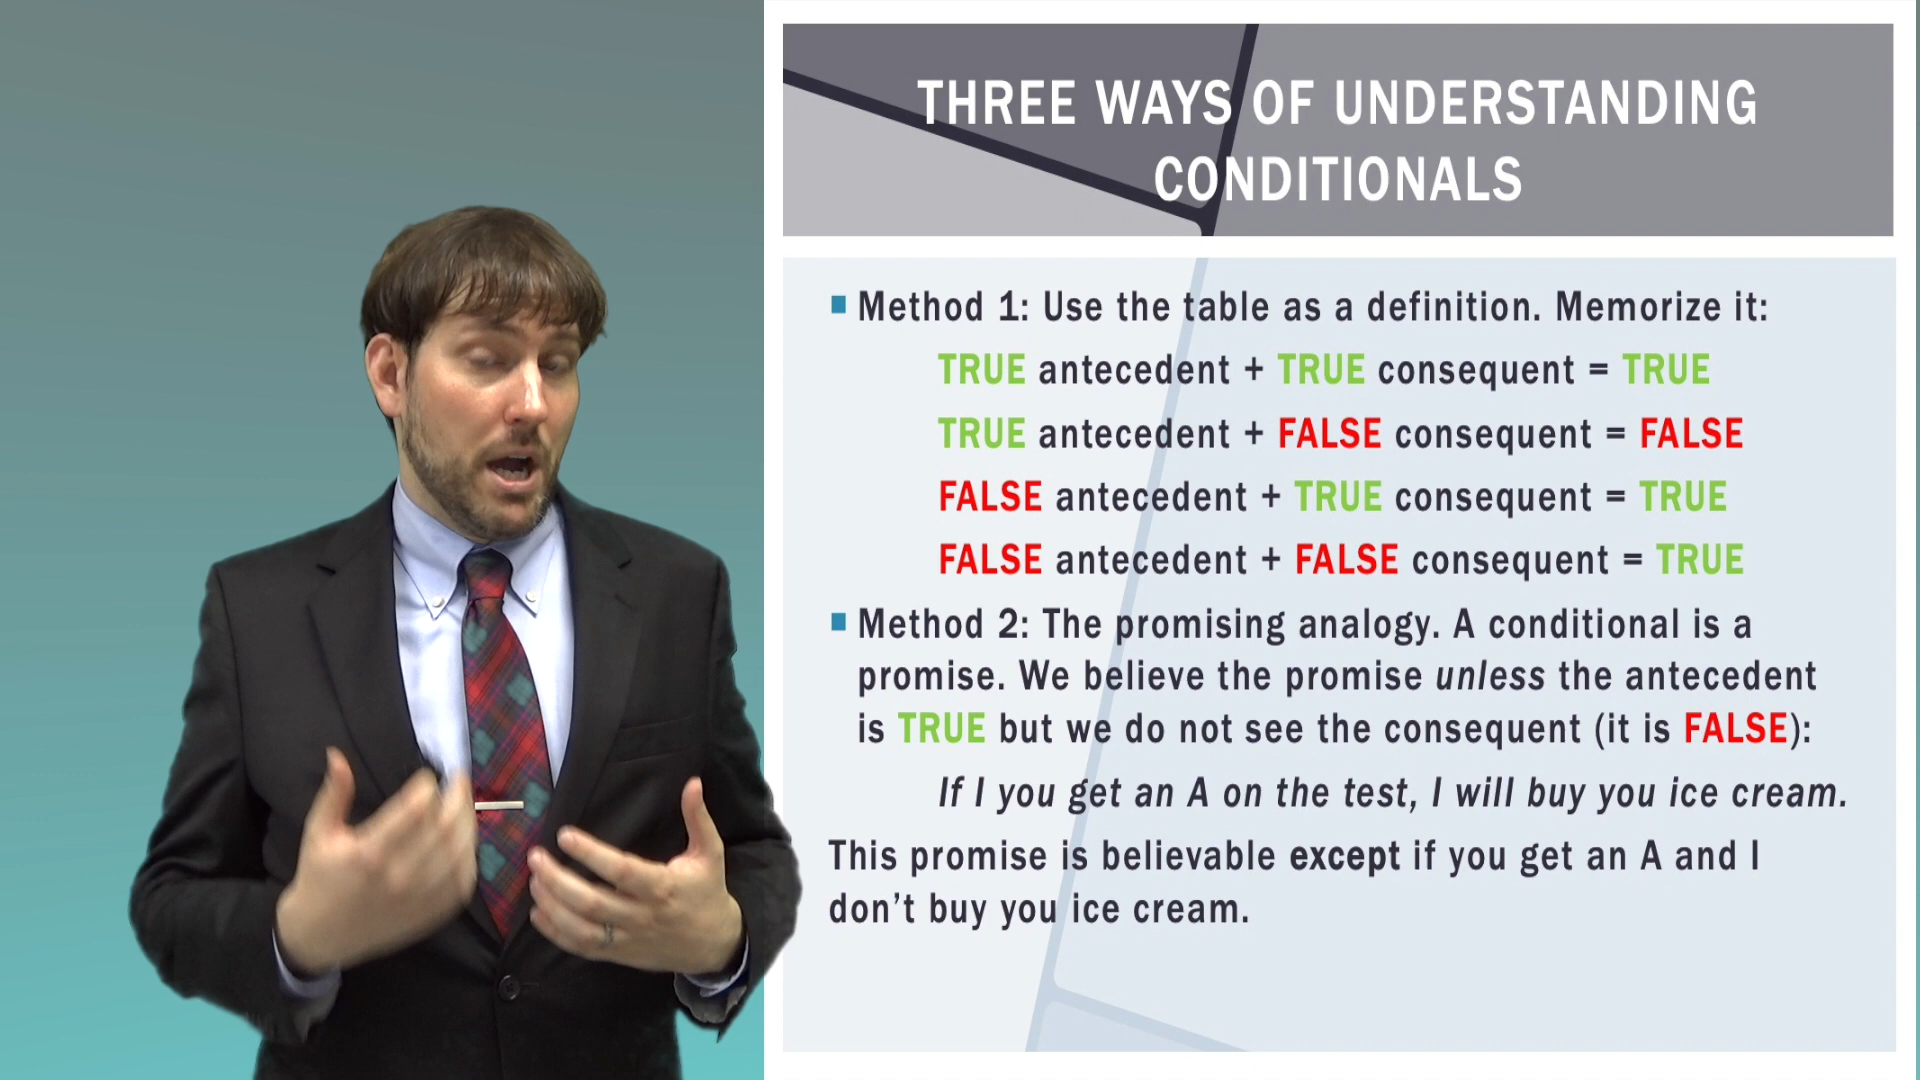 THREE WAYS OF UNDERSTANDING
CONDITIONALS
Method 1: Use the table as a definition. Memorize it:
TRUE antecedent + TRUE consequent = TRUE
TRUE antecedent + FALSE consequent = FALSE
FALSE antecedent + TRUE consequent = TRUE
FALSE antecedent + FALSE consequent = TRUE
Method 2: The promising analogy. A conditional is a
promise. We believe the promise unless the antecedent
is TRUE but we do not see the consequent (it is FALSE):
If I you get an A on the test, I will buy you ice cream.
This promise is believable except if you get an A and I
don’t buy you ice cream.